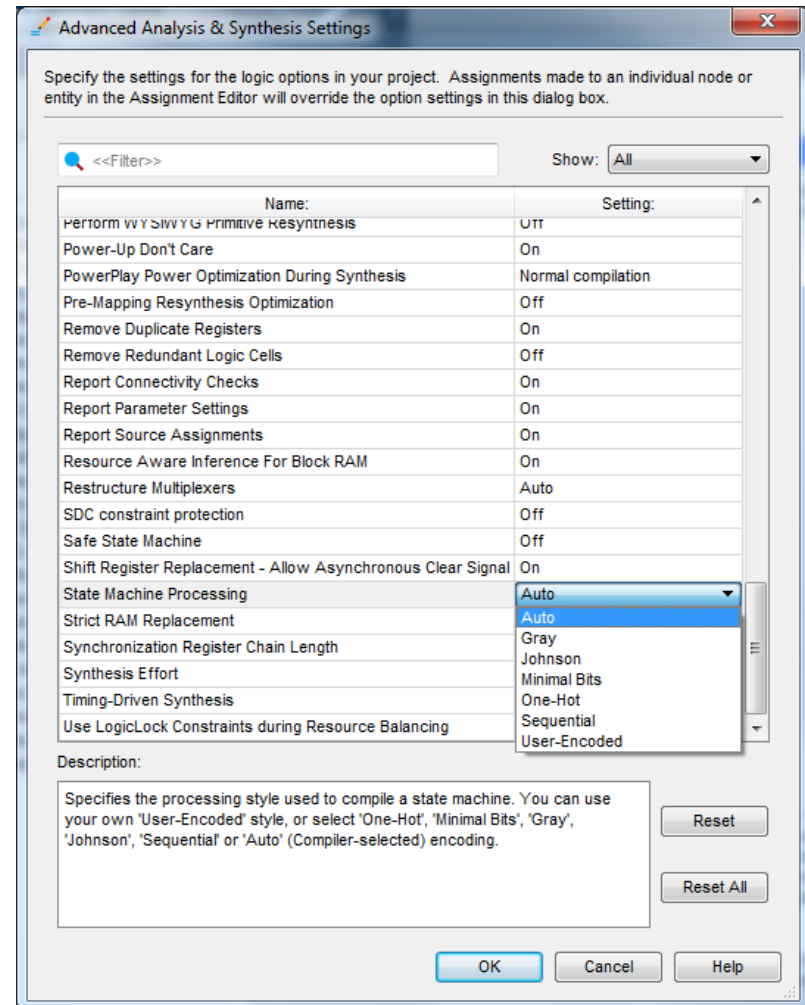 Advanced Analysis & Synthesis Settings
Specify the settings for the logic options in your project. Assignments made to an individual node or
entity in the Assignment Editor will override the option settings in this dialog box.
<<Filter>>
Show: All
Name: Setting:
Perform WYSIWYG Primitive Resynthesis Off
Power-Up Don't Care On
PowerPlay Power Optimization During Synthesis Normal compilation
Pre-Mapping Resynthesis Optimization Off
Remove Duplicate Registers On
Remove Redundant Logic Cells Off
Report Connectivity Checks On
Report Parameter Settings On
Report Source Assignments On
Resource Aware Inference For Block RAM On
Restructure Multiplexers Auto
SDC constraint protection Off
Safe State Machine Off
Shift Register Replacement - Allow Asynchronous Clear Signal On
State Machine Processing Auto
Strict RAM Replacement
Synchronization Register Chain Length
Synthesis Effort
Timing-Driven Synthesis
Use LogicLock Constraints during Resource Balancing
Auto
Gray
Johnson
Minimal Bits
One-Hot
Sequential
User-Encoded
Description:
Specifies the processing style used to compile a state machine. You can use
your own 'User-Encoded' style, or select 'One-Hot', 'Minimal Bits', 'Gray',
'Johnson', 'Sequential' or 'Auto' (Compiler-selected) encoding.
Reset
Reset All
OK Cancel Help